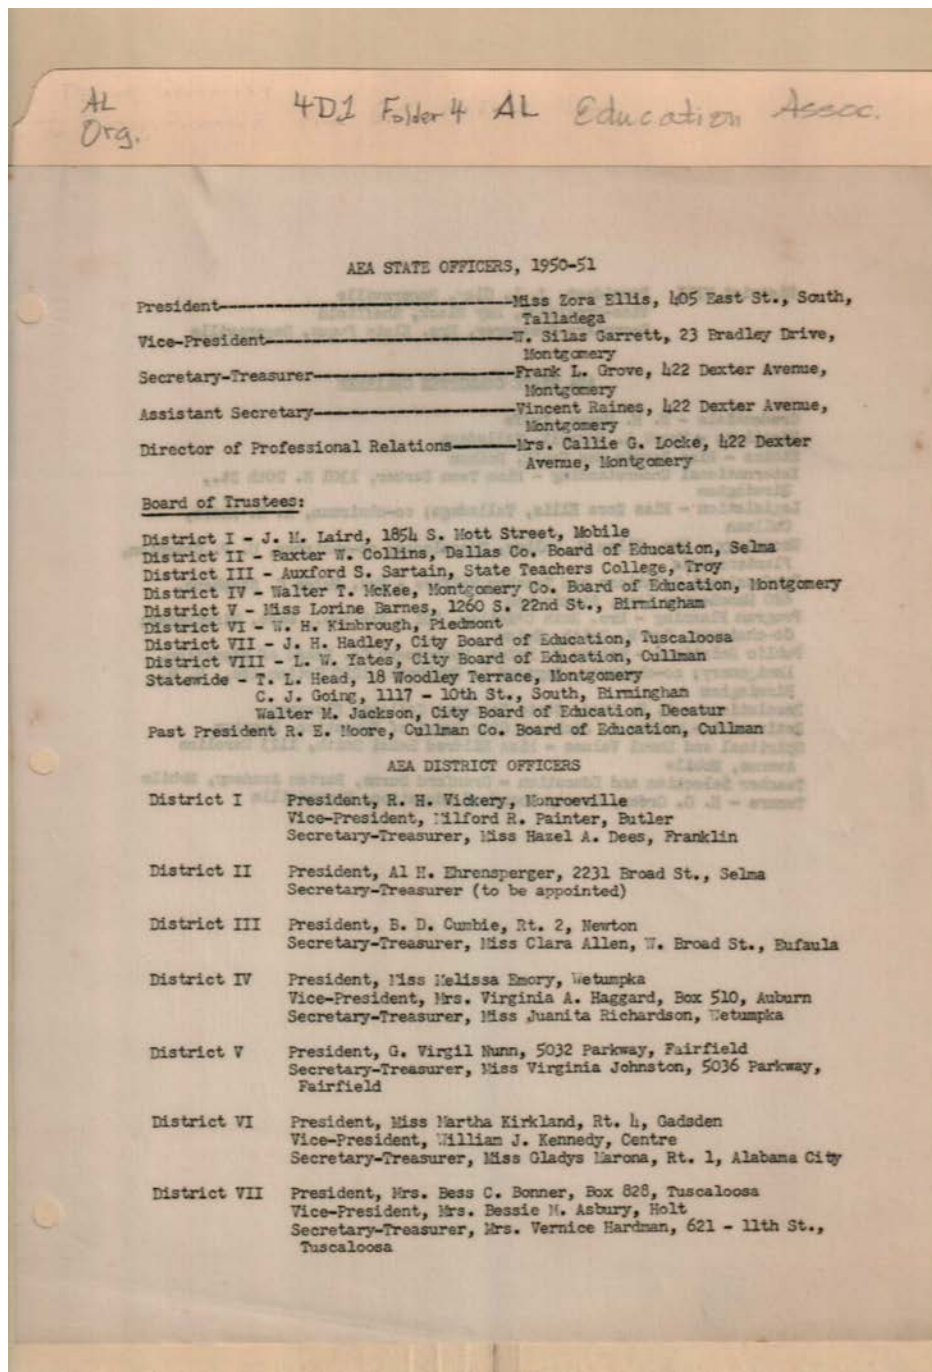 AL 4D1 Folder 4 AL Education Assoc.
Org.
AEA STATE OFFICERS, 1950-51
President------------------------------Miss Zora Ellis, 405 East St., South,
Talladega
Vice-President-------------------------W. Silas Garrett, 23 Bradley Drive,
Montgomery
Secretary-Treasurer--------------------Frank L. Grove, 422 Dexter Avenue,
Montgomery
Assistant Secretary--------------------Vincent Raines, 422 Dexter Avenue,
Montgomery
Director of Professional Relations------Mrs. Callie G. Locke, 422 Dexter
Avenue, Montgomery
Board of Trustees:
District I - J. M. Laird, 1854 S. Mott Street, Mobile
District II - Baxter W. Collins, Dallas Co. Board of Education, Selma
District III - Auxford S. Sartain, State Teachers College, Troy
District IV - Walter T. McKee, Montgomery Co. Board of Education, Montgomery
District V - Miss Lorine Barnes, 1260 S. 22nd St., Birmingham
District VI - W. H. Kimbrough, Piedmont
District VII - J. H. Hadley, City Board of Education, Tuscaloosa
District VIII - L. W. Yates, City Board of Education, Cullman
Statewide - T. L. Head, 18 Woodley Terrace, Montgomery
C. J. Going, 1117 - 10th St., South, Birmingham
Walter M. Jackson, City Board of Education, Decatur
Past President R. E. Moore, Cullman Co. Board of Education, Cullman
AEA DISTRICT OFFICERS
District I President, R. H. Vickery, Monroeville
Vice-President, Wilford R. Painter, Butler
Secretary-Treasurer, Miss Hazel A. Dees, Franklin
District II President, Al H. Ehrensperger, 2231 Broad St., Selma
Secretary-Treasurer (to be appointed)
District III President, B. D. Cumbie, Rt. 2, Newton
Secretary-Treasurer, Miss Clara Allen, W. Broad St., Eufaula
District IV President, Miss Melissa Emory, Wetumpka
Vice-President, Mrs. Virginia A. Haggard, Box 510, Auburn
Secretary-Treasurer, Miss Juanita Richardson, Wetumpka
District V President, G. Virgil Nunn, 5032 Parkway, Fairfield
Secretary-Treasurer, Miss Virginia Johnston, 5036 Parkway,
Fairfield
District VI President, Miss Martha Kirkland, Rt. 4, Gadsden
Vice-President, William J. Kennedy, Centre
Secretary-Treasurer, Miss Gladys Marona, Rt. 1, Alabama City
District VII President, Mrs. Bess C. Bonner, Box 828, Tuscaloosa
Vice-President, Mrs. Bessie M. Asbury, Holt
Secretary-Treasurer, Mrs. Vernice Hardman, 621 - 11th St.,
Tuscaloosa